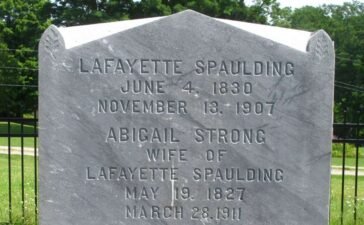 LAFAYETTE SPAULDING
JUNE 4, 1830
NOVEMBER 13, 1907
ABIGAIL STRONG
WIFE OF
LAFAYETTE SPAULDING
MAY 19, 1827
MARCH 28, 1911